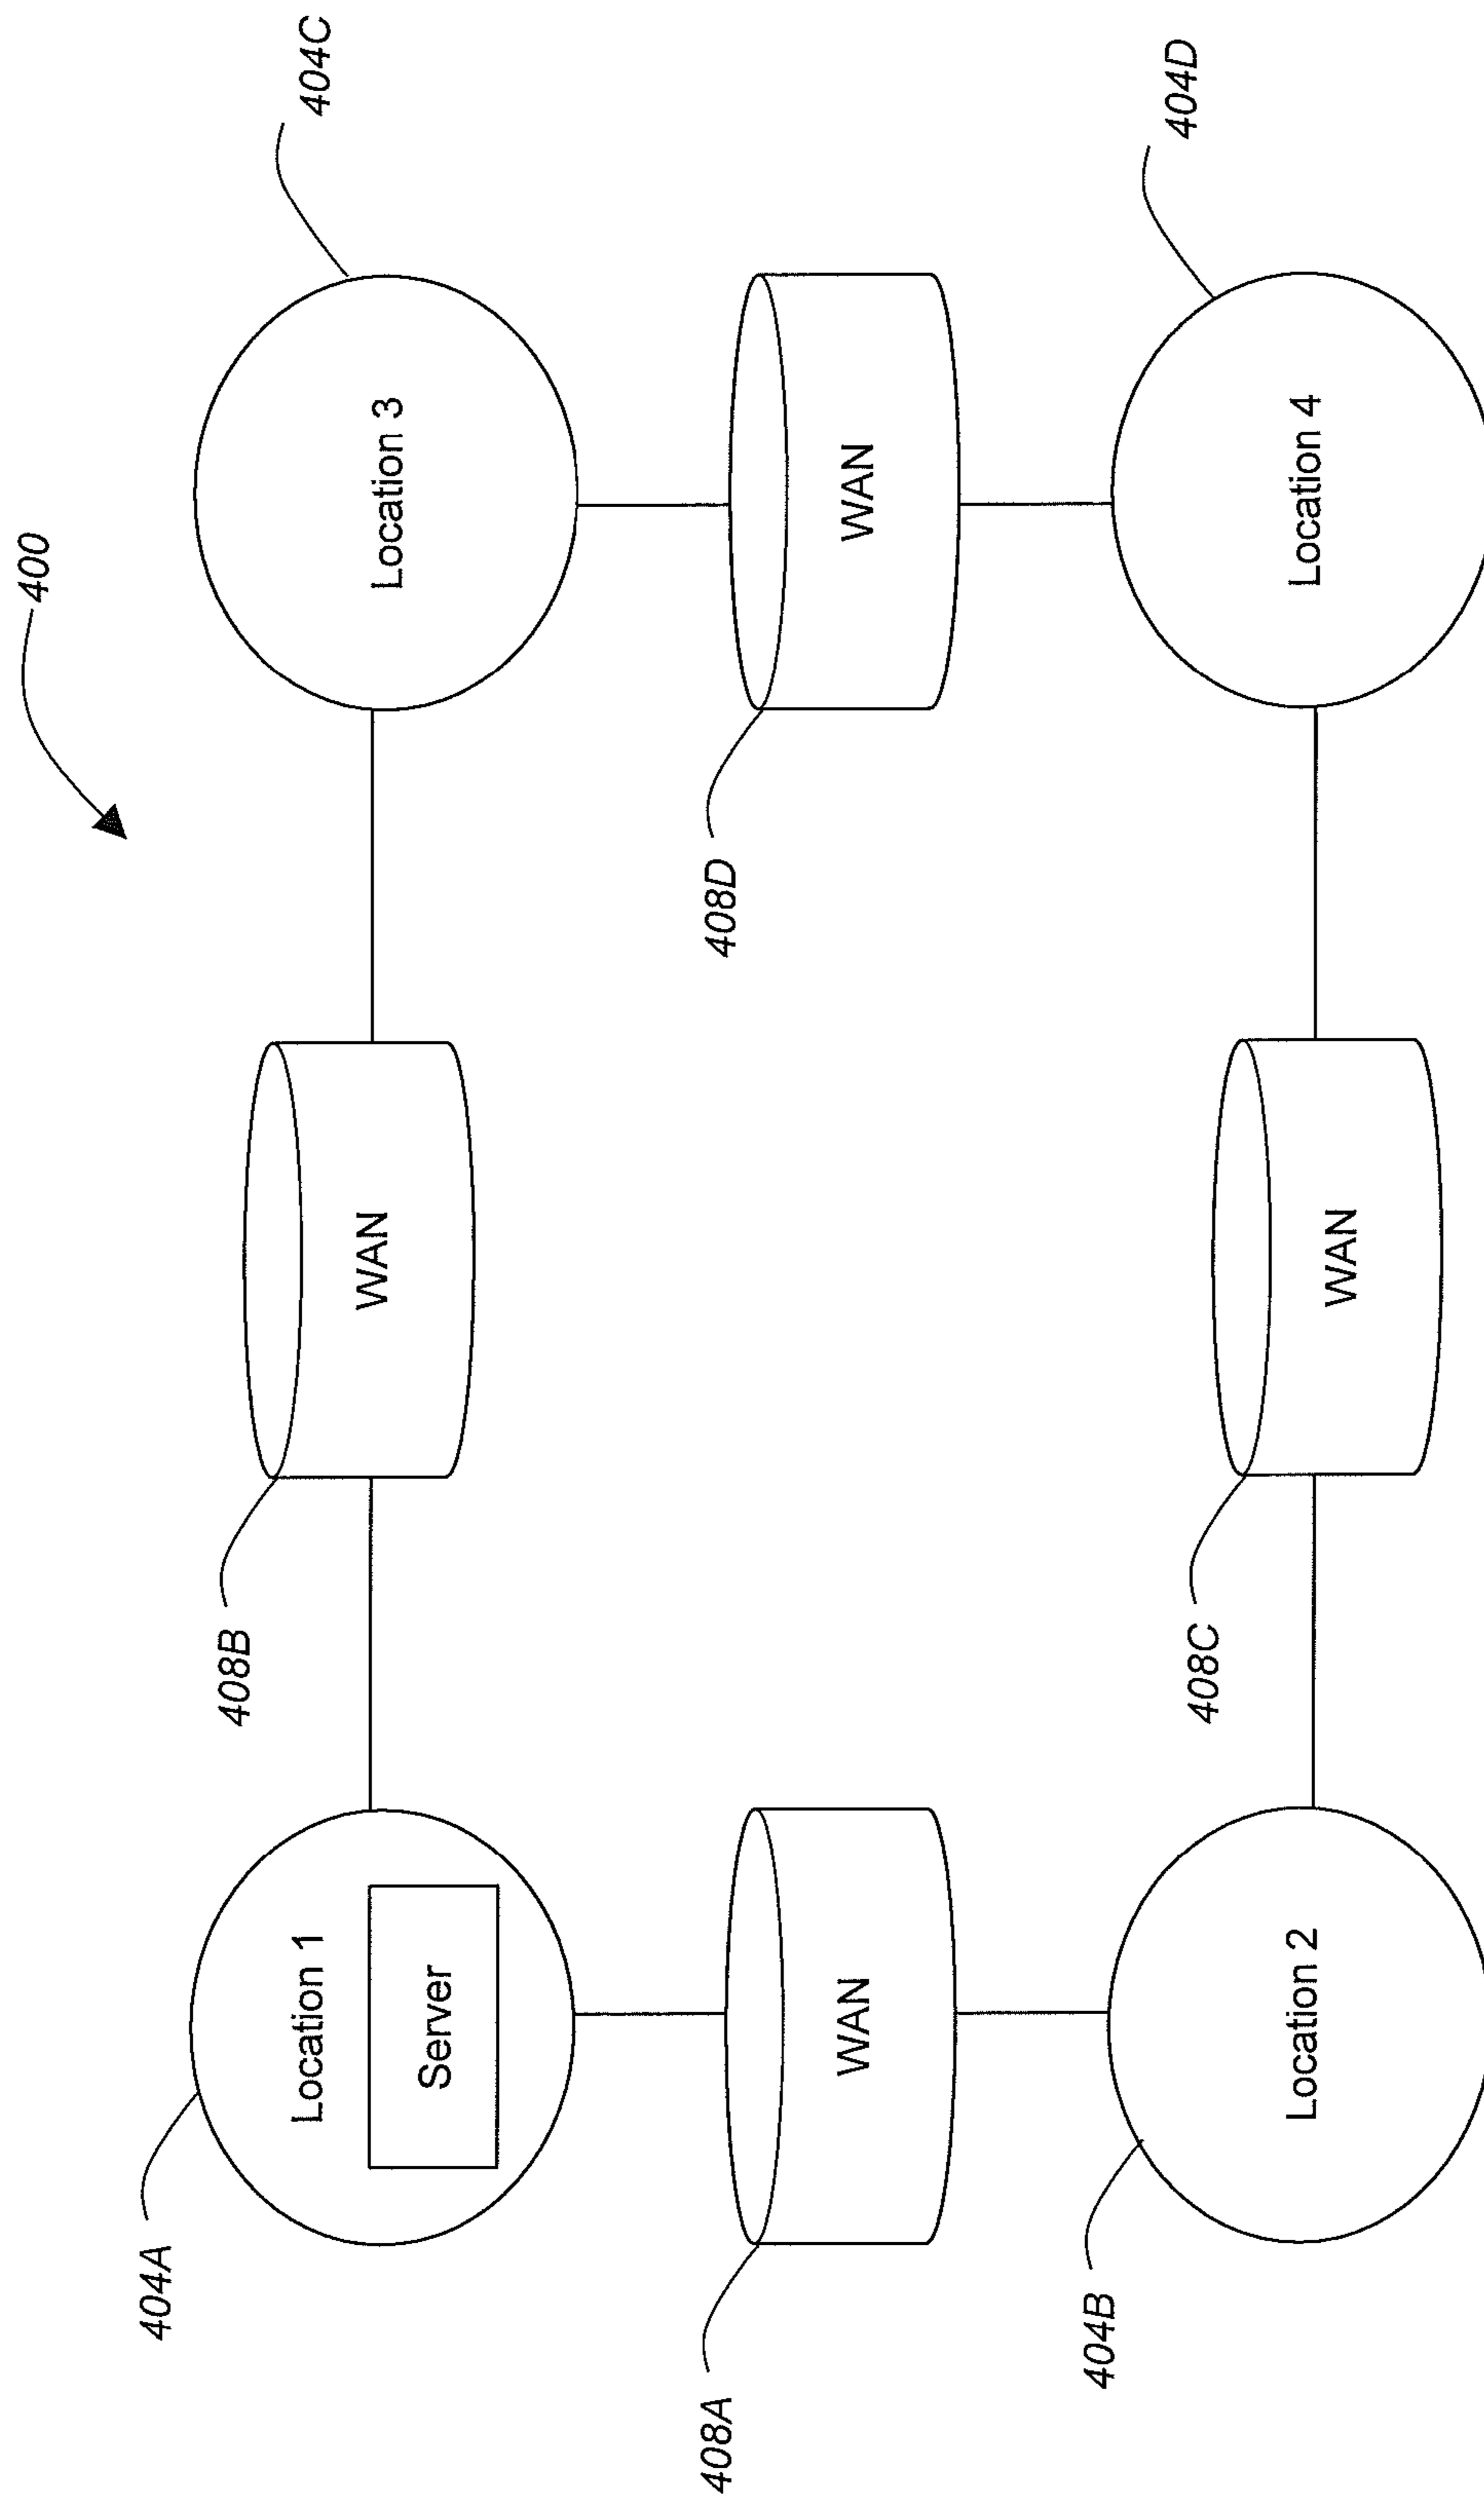 400
404A
Location 1
Server
408B
WAN
404C
Location 3
408A
WAN
408D
WAN
404B
Location 2
408C
WAN
404D
Location 4